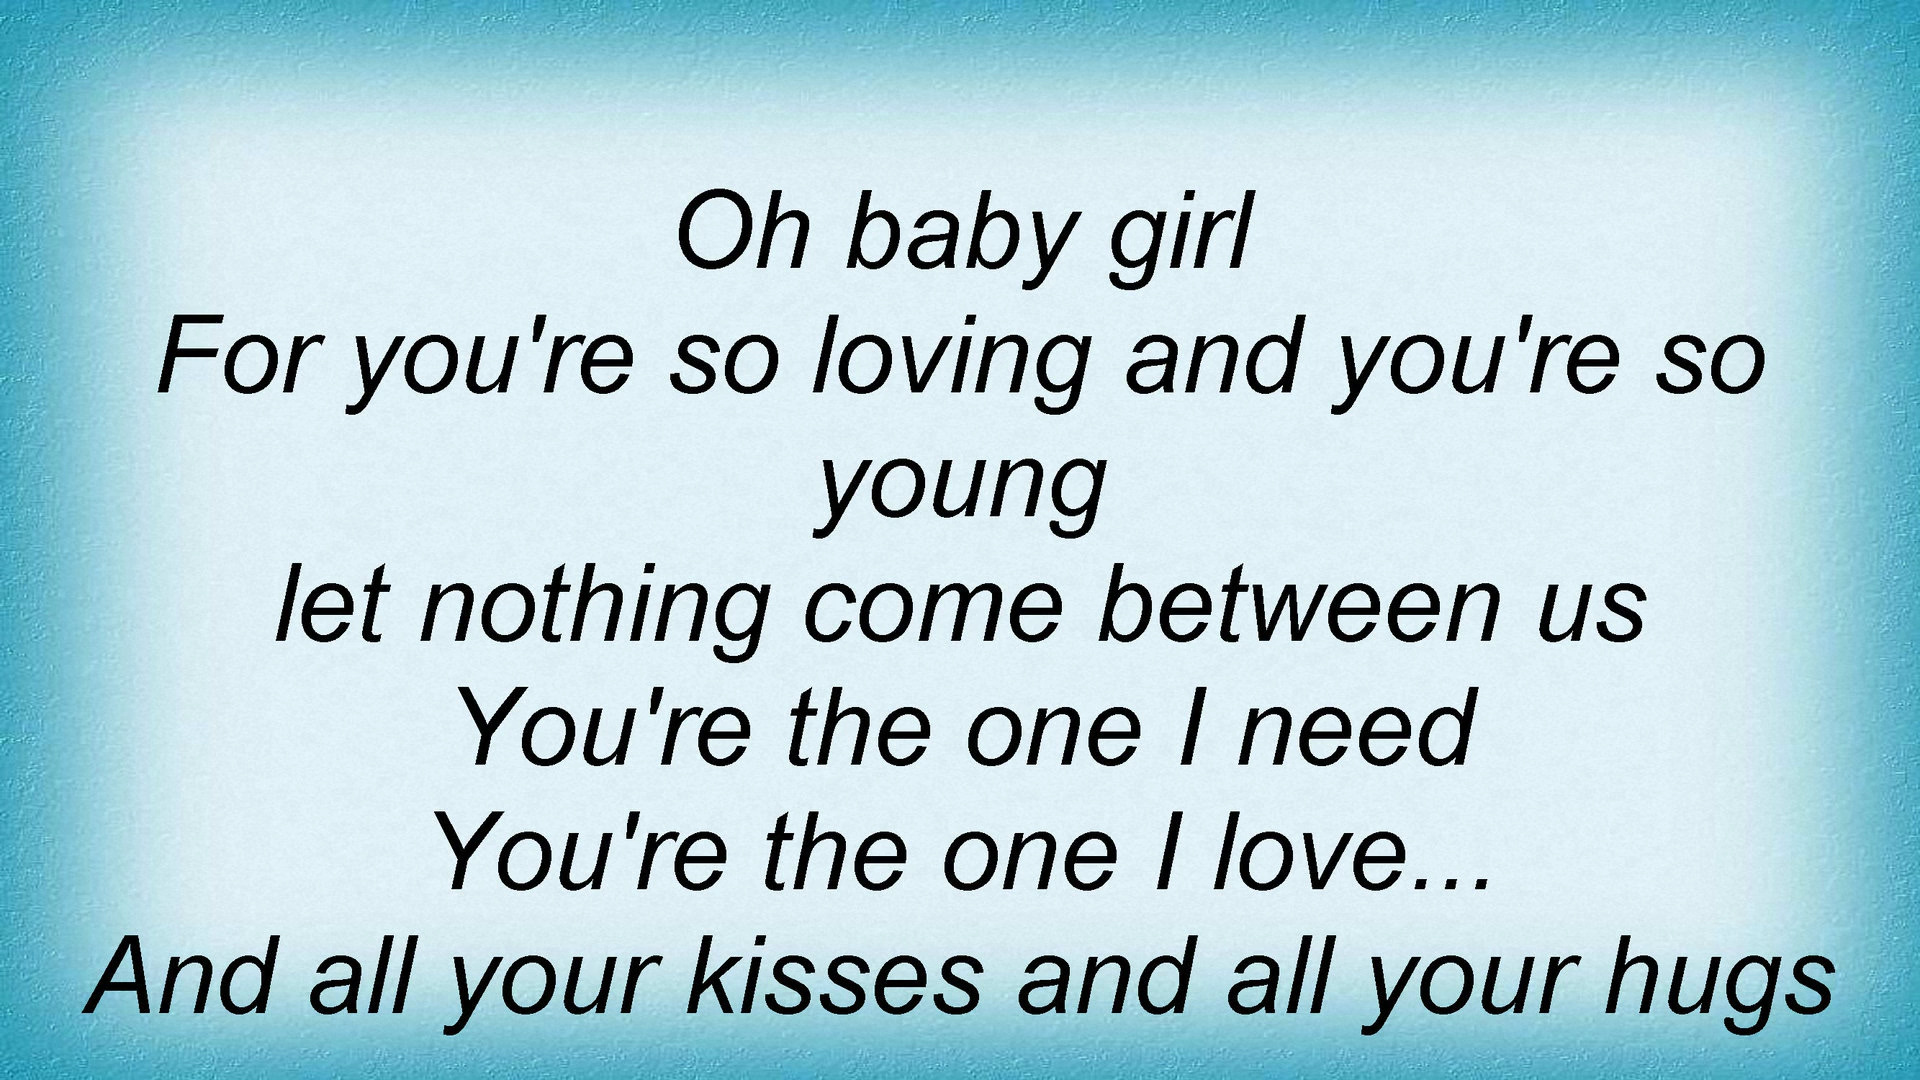 Oh baby girl
For you're so loving and you're so
young
let nothing come between us
You're the one I need
You're the one I love...
And all your kisses and all your hugs